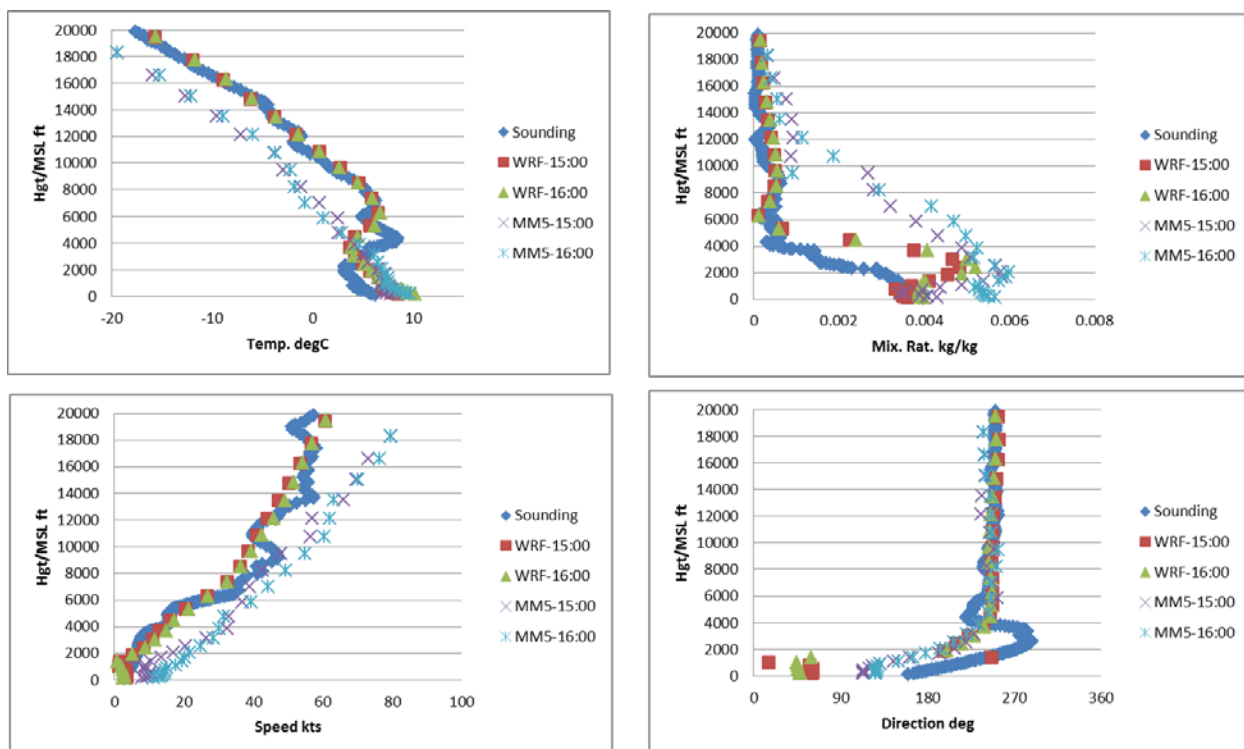 Hgt/MSL ft
20000
18000
16000
14000
12000
10000
8000
6000
4000
2000
0
-20
-10
0
10
Temp. degC
Sounding
WRF-15:00
WRF-16:00
MM5-15:00
MM5-16:00
Hgt/MSL ft
20000
18000
16000
14000
12000
10000
8000
6000
4000
2000
0
0
0.002
0.004
0.006
0.008
Mix. Rat. kg/kg
Sounding
WRF-15:00
WRF-16:00
MM5-15:00
MM5-16:00
Hgt/MSL ft
20000
18000
16000
14000
12000
10000
8000
6000
4000
2000
0
0
20
40
60
80
100
Speed kts
Sounding
WRF-15:00
WRF-16:00
MM5-15:00
MM5-16:00
Hgt/MSL ft
20000
18000
16000
14000
12000
10000
8000
6000
4000
2000
0
0
90
180
270
360
Direction deg
Sounding
WRF-15:00
WRF-16:00
MM5-15:00
MM5-16:00